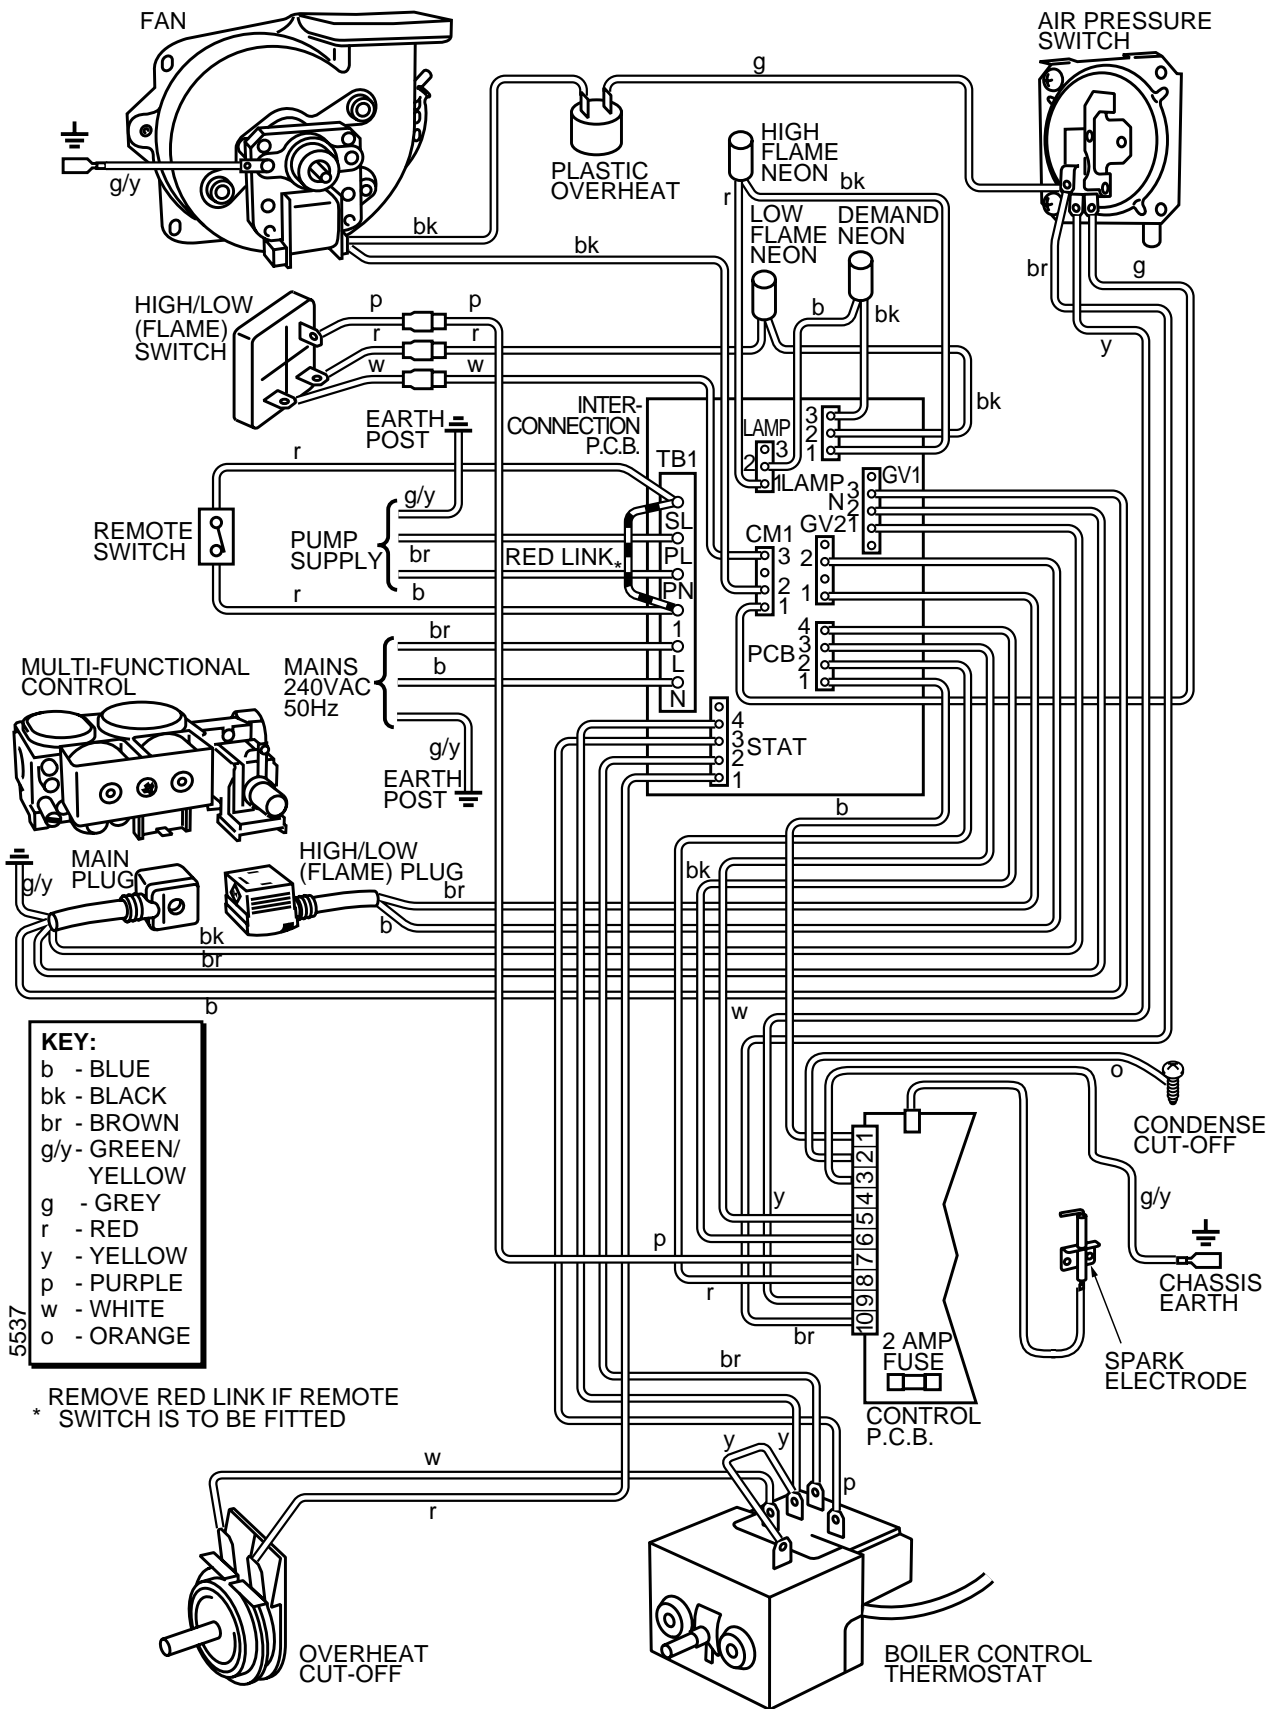 FAN
AIR PRESSURE
SWITCH
g
g/y
PLASTIC
OVERHEAT
HIGH
FLAME
NEON
bk
r
LOW
FLAME
NEON
DEMAND
NEON
bk
bk
br
g
y
HIGH/LOW
(FLAME)
SWITCH
p
p
r
r
w
w
b
bk
bk
EARTH
POST
INTER-
CONNECTION
P.C.B.
LAMP
3
2
1
3
2
1
LAMP
TB1
r
g/y
GV1
3
N
2
1
GV2
REMOTE
SWITCH
PUMP
SUPPLY
br
b
RED LINK
*
SL
PL
PN
1
L
N
CM1
3
2
1
2
1
r
br
b
PCB
4
3
2
1
MULTI-FUNCTIONAL
CONTROL
MAINS
240VAC
50Hz
g/y
EARTH
POST
4
3
2
1
STAT
b
MAIN
PLUG
HIGH/LOW
(FLAME) PLUG
g/y
br
b
bk
bk
br
b
w
KEY:
b - BLUE
bk - BLACK
br - BROWN
g/y - GREEN/
YELLOW
g - GREY
r - RED
y - YELLOW
p - PURPLE
w - WHITE
o - ORANGE
5537
o
CONDENSE
CUT-OFF
1
2
3
4
5
6
7
8
9
10
y
p
r
br
g/y
CHASSIS
EARTH
2 AMP
FUSE
SPARK
ELECTRODE
CONTROL
P.C.B.
REMOVE RED LINK IF REMOTE
* SWITCH IS TO BE FITTED
br
y
y
p
w
r
OVERHEAT
CUT-OFF
BOILER CONTROL
THERMOSTAT